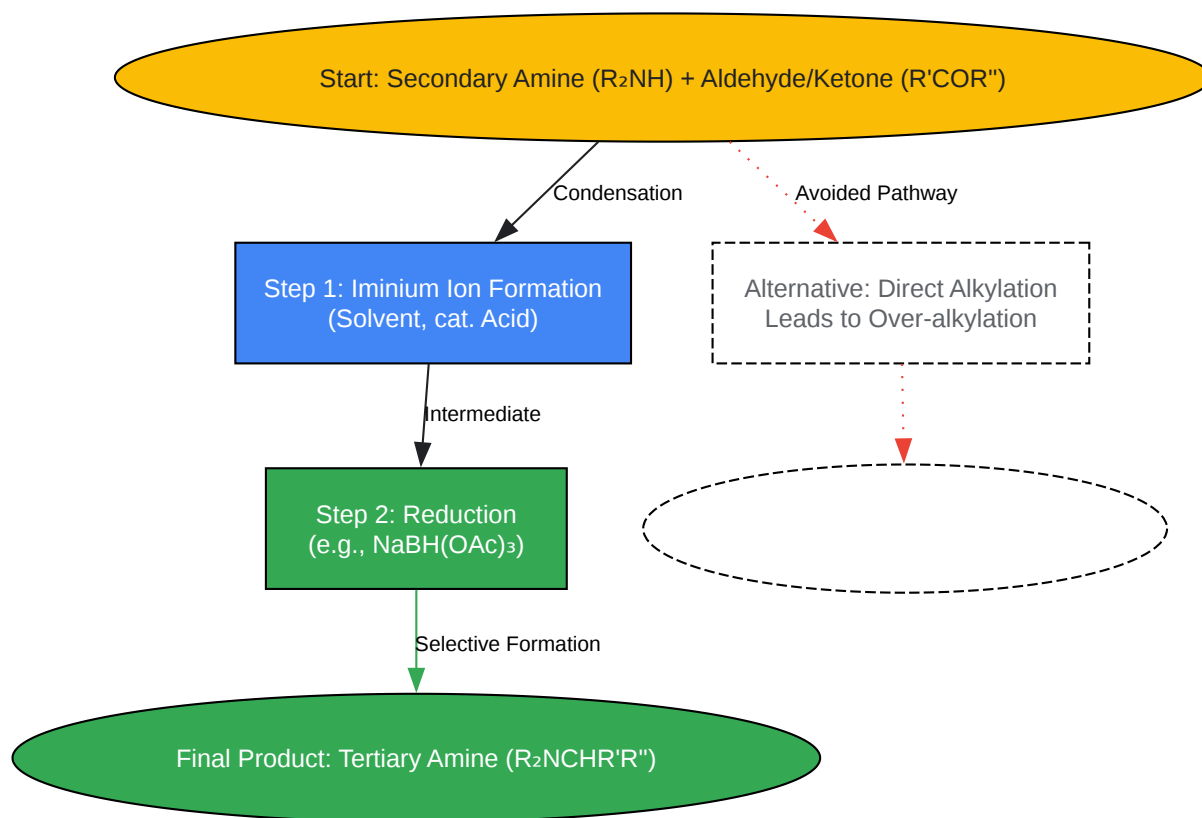 Start: Secondary Amine (R₂NH) + Aldehyde/Ketone (R'COR")
Condensation
Avoided Pathway
Step 1: Iminium Ion Formation
(Solvent, cat. Acid)
Alternative: Direct Alkylation
Leads to Over-alkylation
Intermediate
Step 2: Reduction
(e.g., NaBH(OAc)₃)
Selective Formation
Final Product: Tertiary Amine (R₂NCHR'R")